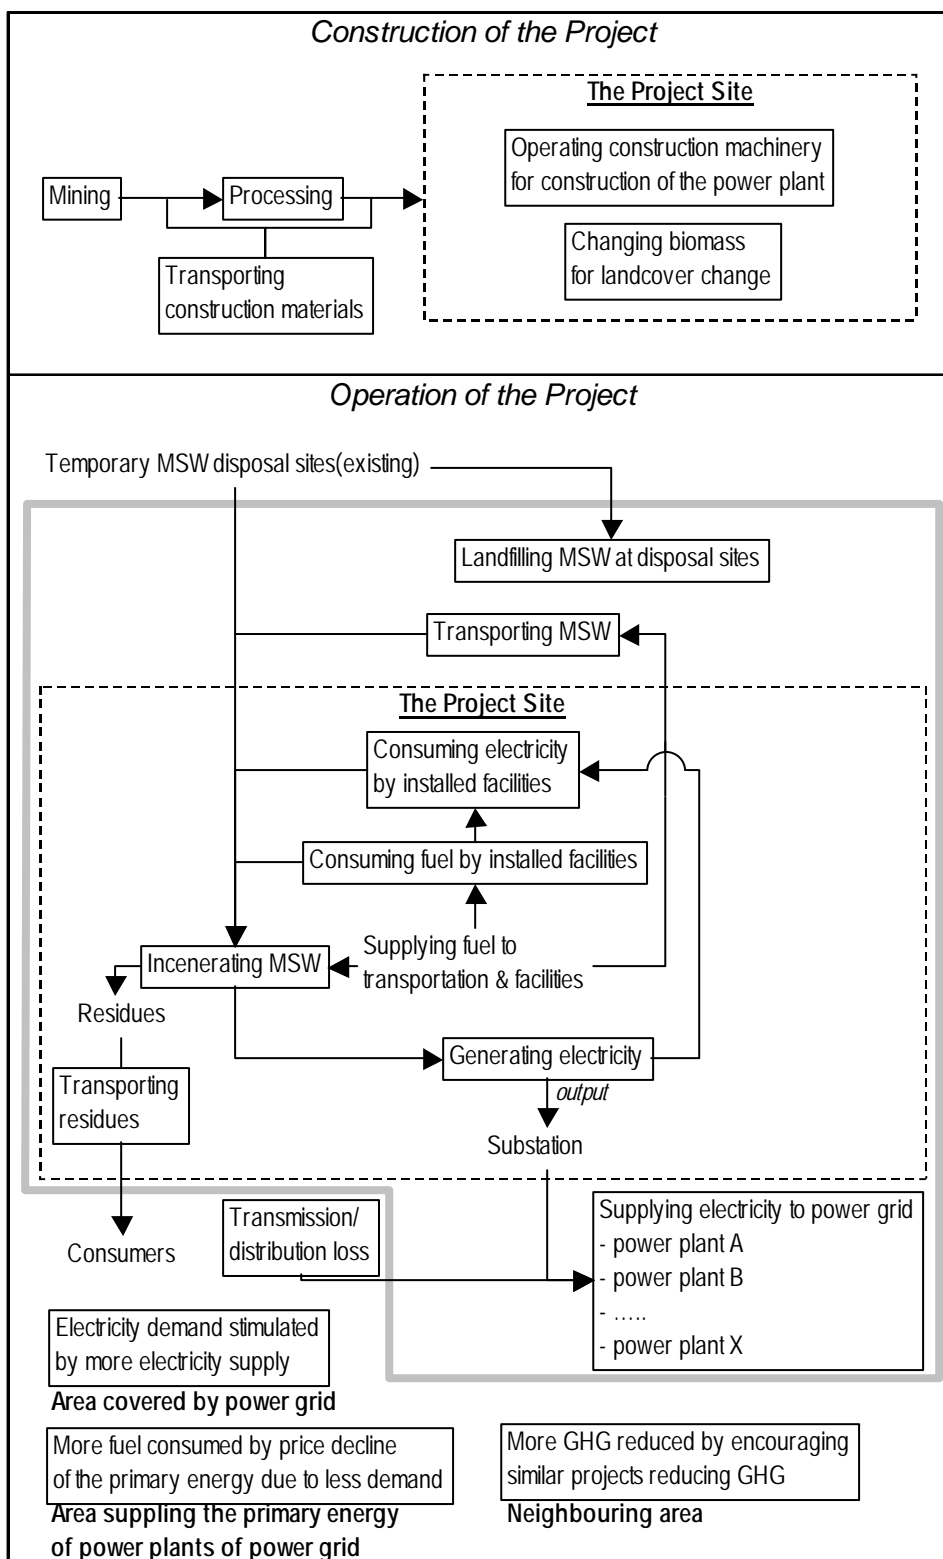 Construction of the Project
The Project Site
Operating construction machinery
for construction of the power plant
Mining
Processing
Changing biomass
for landcover change
Transporting
construction materials
Operation of the Project
Temporary MSW disposal sites(existing)
Landfilling MSW at disposal sites
Transporting MSW
The Project Site
Consuming electricity
by installed facilities
Consuming fuel by installed facilities
Incenerating MSW
Supplying fuel to
transportation & facilities
Residues
Generating electricity
output
Transporting
residues
Substation
Consumers
Transmission/
distribution loss
Supplying electricity to power grid
- power plant A
- power plant B
- .....
- power plant X
Electricity demand stimulated
by more electricity supply
Area covered by power grid
More fuel consumed by price decline
of the primary energy due to less demand
Area suppling the primary energy
of power plants of power grid
More GHG reduced by encouraging
similar projects reducing GHG
Neighbouring area